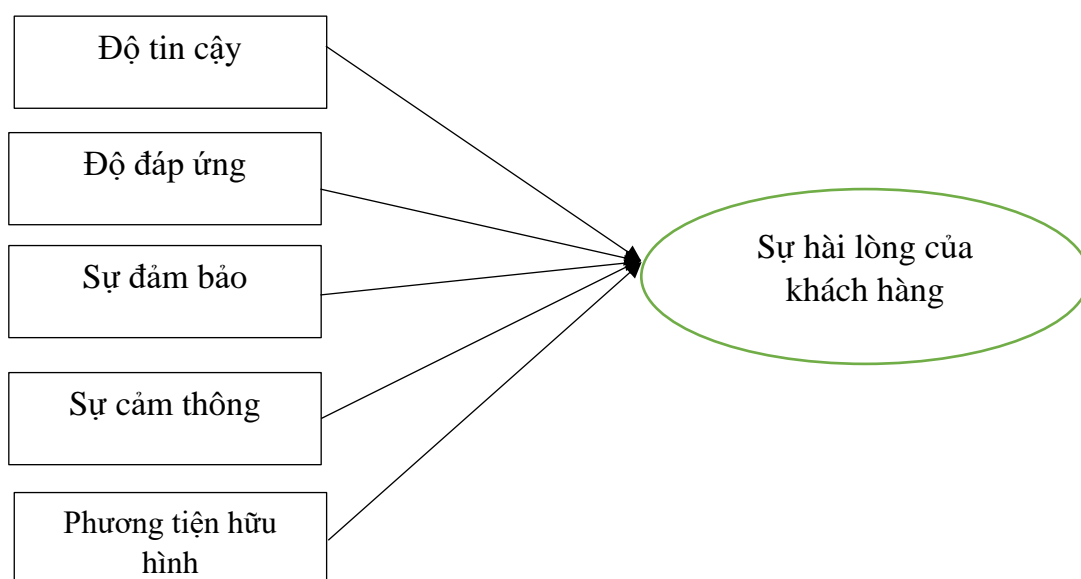 Độ tin cậy
Độ đáp ứng
Sự đảm bảo
Sự cảm thông
Phương tiện hữu
hình
Sự hài lòng của
khách hàng